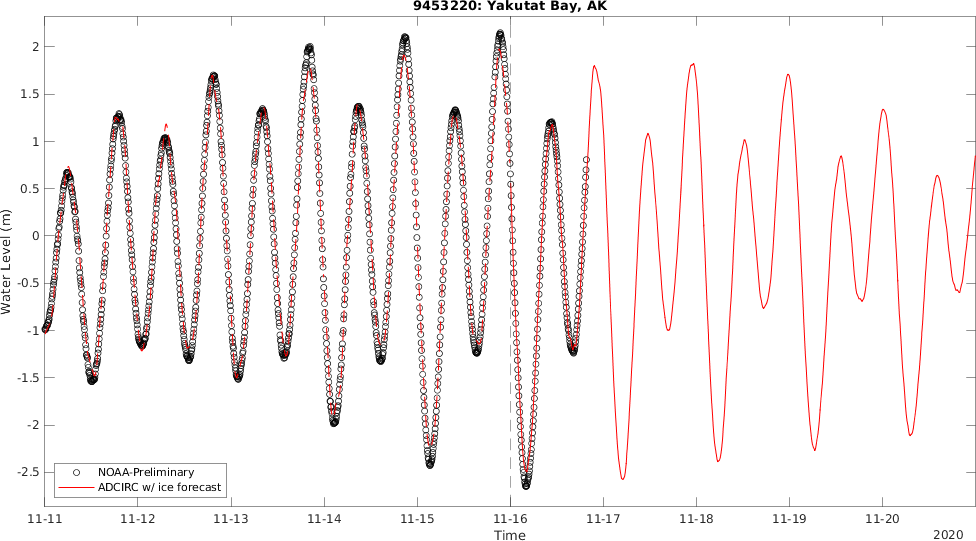 9453220: Yakutat Bay, AK
Water Level (m)
2
1.5
1
0.5
0
-0.5
-1
-1.5
-2
-2.5
NOAA-Preliminary
ADCIRC w/ ice forecast
11-11 11-12 11-13 11-14 11-15 11-16 11-17 11-18 11-19 11-20
Time
2020